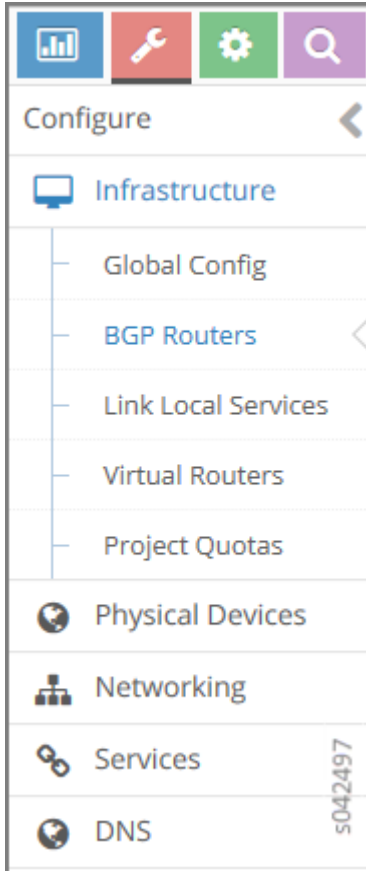 Configure
Infrastructure
Global Config
BGP Routers
Link Local Services
Virtual Routers
Project Quotas
Physical Devices
Networking
Services
DNS
s042497